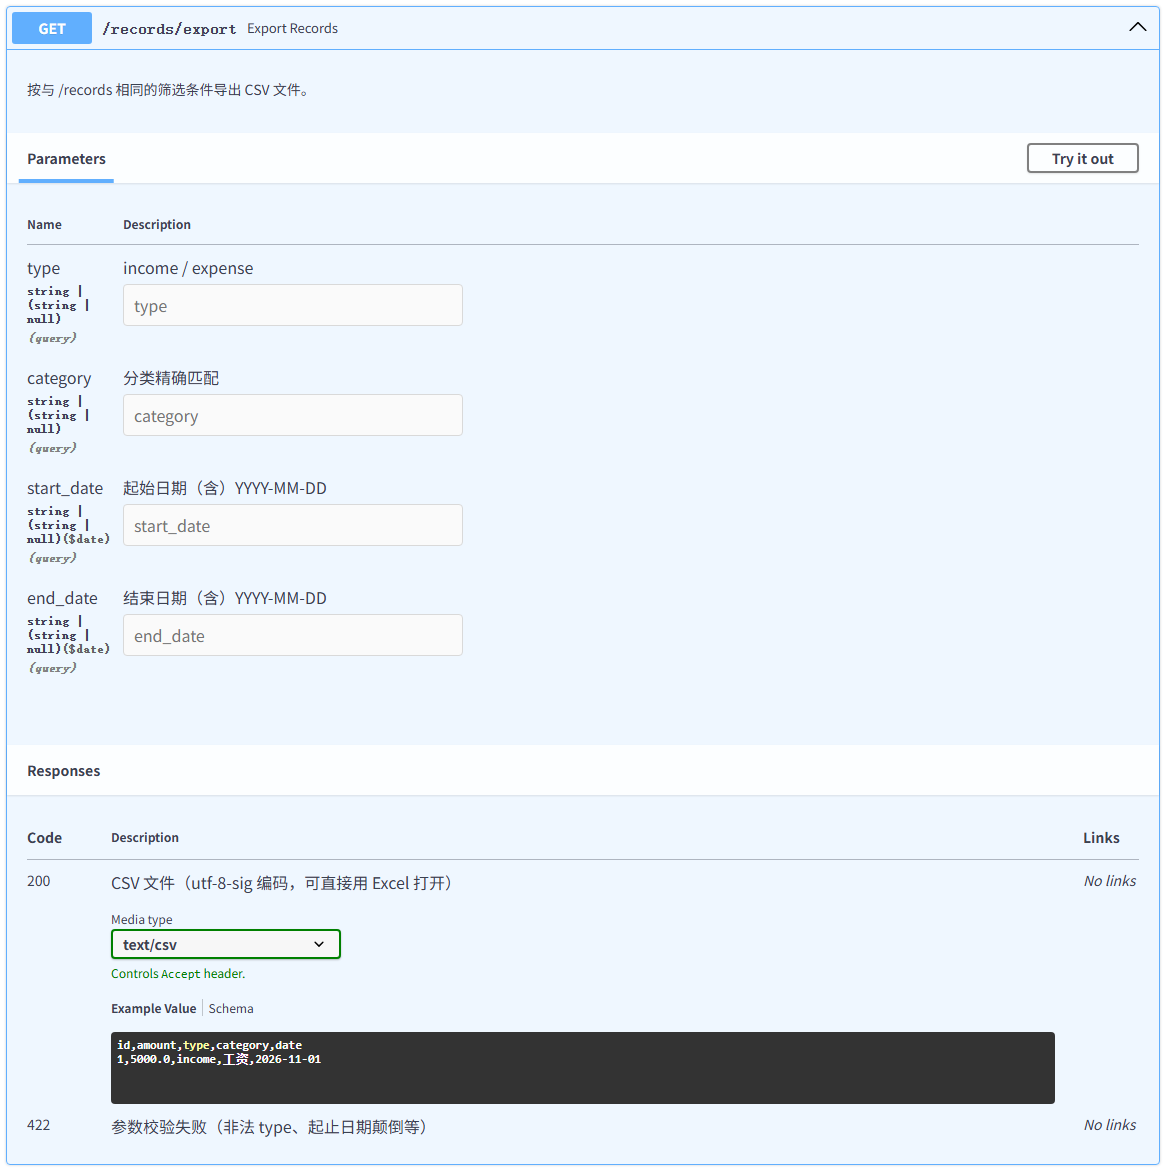 GET /records/export Export Records
按与 /records 相同的筛选条件导出 CSV 文件。
Parameters
Try it out
Name Description
type
string |
(string |
null)
(query)
income / expense
type
category
string |
(string |
null)
(query)
分类精确匹配
category
start_date
string |
(string |
null)($date)
(query)
起始日期（含）YYYY-MM-DD
start_date
end_date
string |
(string |
null)($date)
(query)
结束日期（含）YYYY-MM-DD
end_date
Responses
Code Description Links
200 CSV 文件（utf-8-sig 编码，可直接用 Excel 打开） No links
Media type
text/csv
Controls Accept header.
Example Value Schema
id,amount,type,category,date
1,5000.0,income,工资,2026-11-01
422 参数校验失败（非法 type、起止日期颠倒等） No links